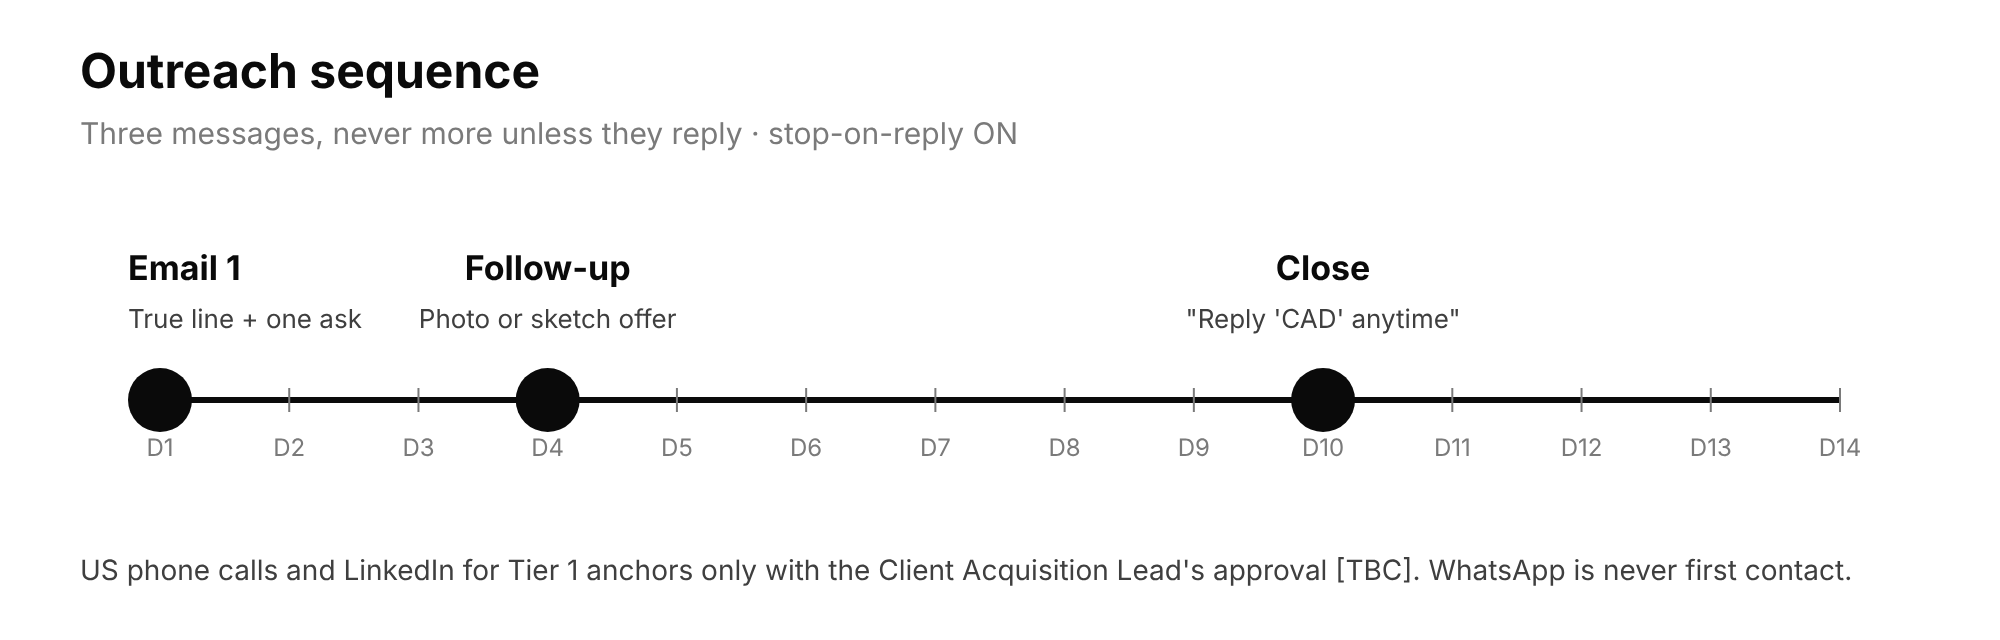 Outreach sequence
Three messages, never more unless they reply · stop-on-reply ON
Email 1
Follow-up
Close
True line + one ask
Photo or sketch offer
"Reply 'CAD' anytime"
D1 D2 D3 D4 D5 D6 D7 D8 D9 D10 D11 D12 D13 D14
US phone calls and LinkedIn for Tier 1 anchors only with the Client Acquisition Lead's approval [TBC]. WhatsApp is never first contact.